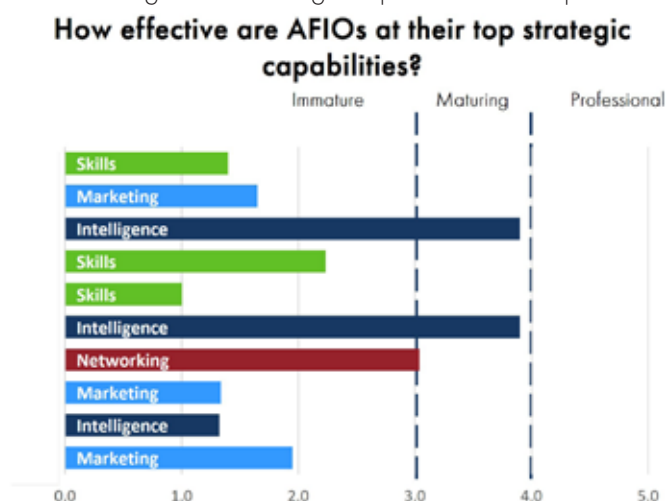 How effective are AFIOs at their top strategic
capabilities?
Immature Maturing Professional
Skills
Marketing
Intelligence
Skills
Skills
Intelligence
Networking
Marketing
Intelligence
Marketing
0.0 1.0 2.0 3.0 4.0 5.0